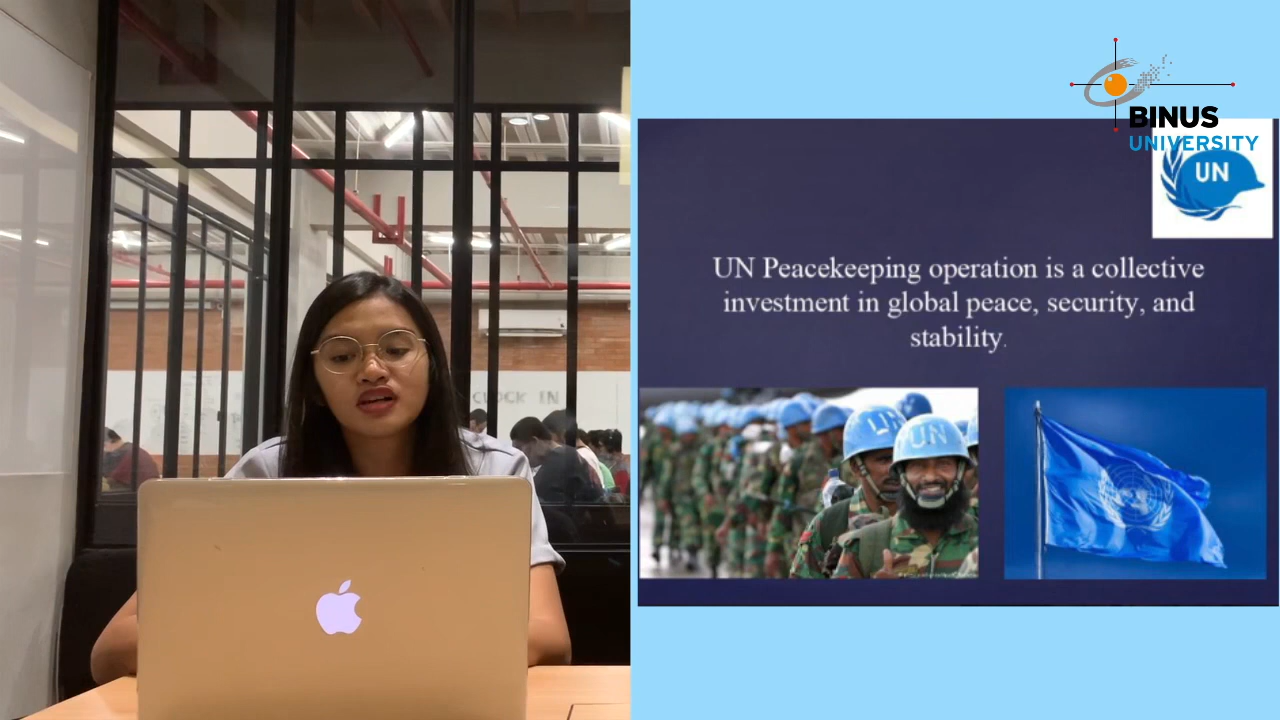 BINUS
UNIVERSITY
UN
UN Peacekeeping operation is a collective
investment in global peace, security, and
stability.
UN
UN
CLOCK IN